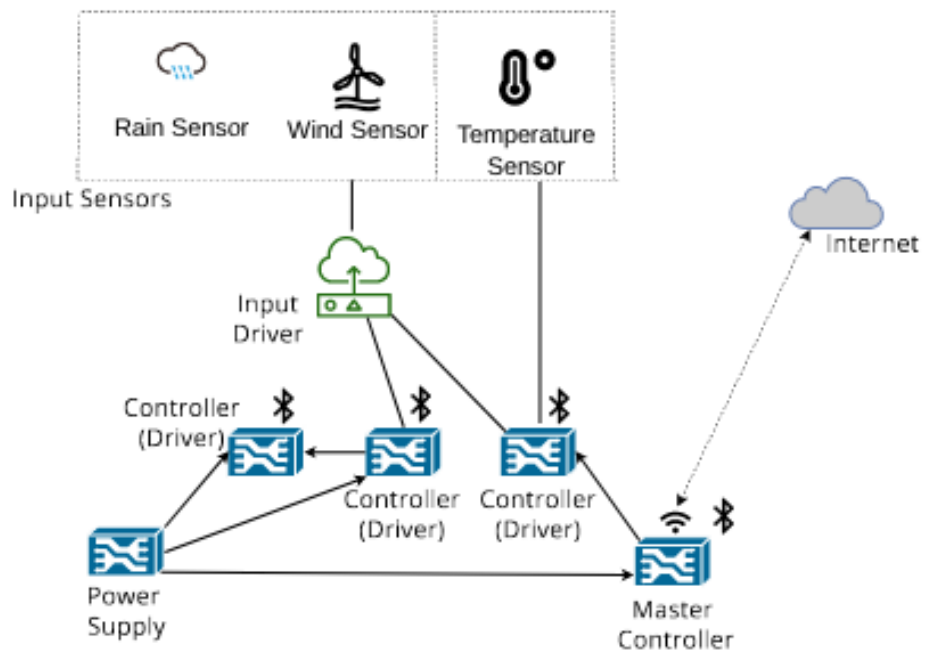 Rain Sensor
Wind Sensor
Temperature
Sensor
Input Sensors
Internet
Input
Driver
Controller
(Driver)
Controller
(Driver)
Controller
(Driver)
Power
Supply
Master
Controller